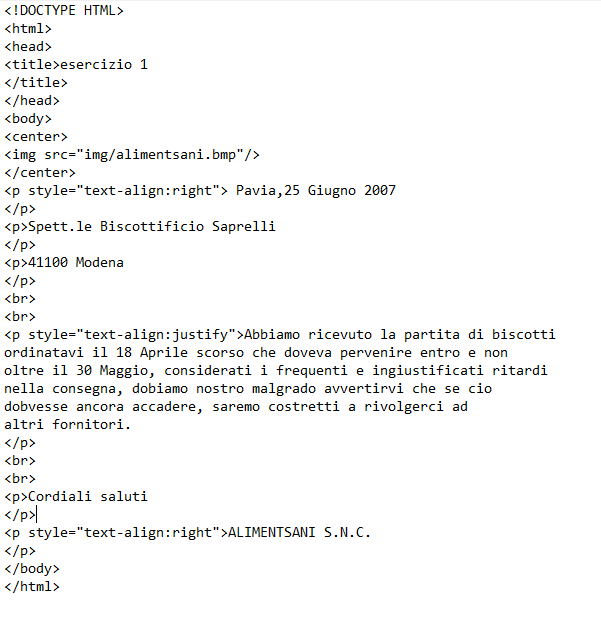 <!DOCTYPE HTML>
<html>
<head>
<title>esercizio 1
</title>
</head>
<body>
<center>
<img src="img/alimentsani.bmp"/>
</center>
<p style="text-align:right"> Pavia,25 Giugno 2007
</p>
<p>Spett.le Biscottificio Saprelli
</p>
<p>41100 Modena
</p>
<br>
<br>
<p style="text-align:justify">Abbiamo ricevuto la partita di biscotti
ordinatavi il 18 Aprile scorso che doveva pervenire entro e non
oltre il 30 Maggio, considerati i frequenti e ingiustificati ritardi
nella consegna, dobiamo nostro malgrado avvertirvi che se cio
dobvesse ancora accadere, saremo costretti a rivolgerci ad
altri fornitori.
</p>
<br>
<br>
<p>Cordiali saluti
</p>
<p style="text-align:right">ALIMENTSANI S.N.C.
</p>
</body>
</html>